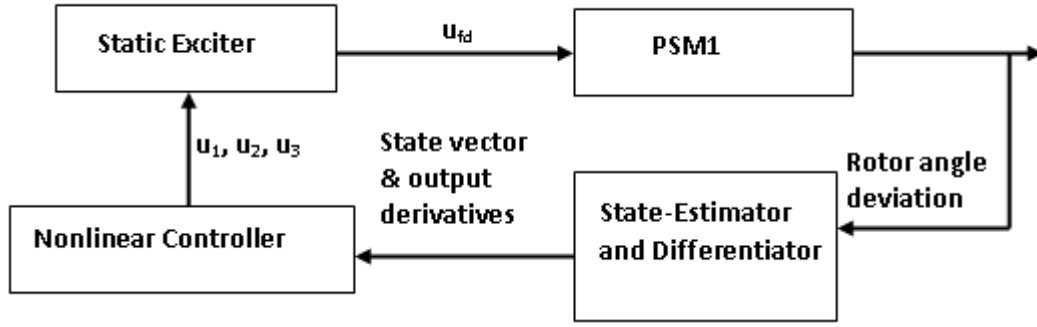 Static Exciter
u_fd
PSM1
u₁, u₂, u₃
State vector
& output
derivatives
Rotor angle
deviation
State-Estimator
and Differentiator
Nonlinear Controller